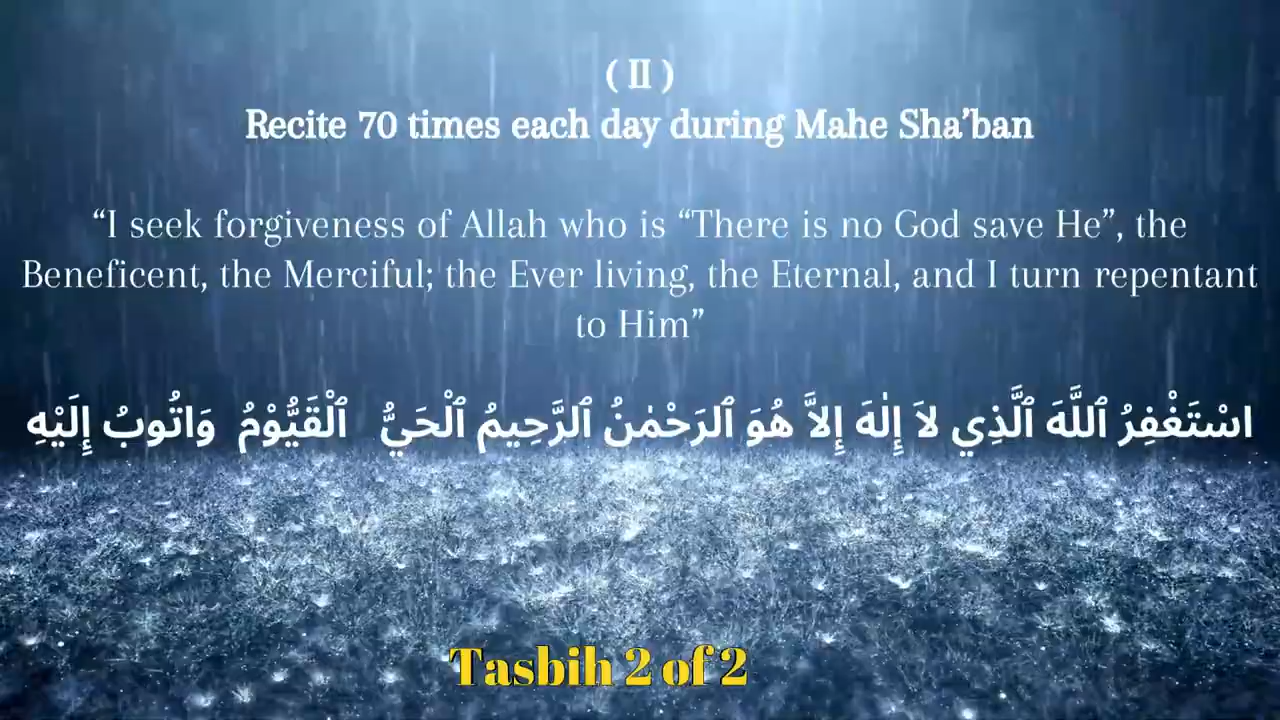 ( II )
Recite 70 times each day during Mahe Sha’ban
“I seek forgiveness of Allah who is “There is no God save He”, the
Beneficent, the Merciful; the Ever living, the Eternal, and I turn repentant
to Him”
اسْتَغْفِرُ ٱللَّهَ ٱلَّذِي لاَ إِلٰهَ إِلاَّ هُوَ ٱلرَحْمٰنُ ٱلرَّحِيمُ ٱلْحَيُّ ٱلْقَيُّوْمُ وَاتُوبُ إِلَيْهِ
Tasbih 2 of 2